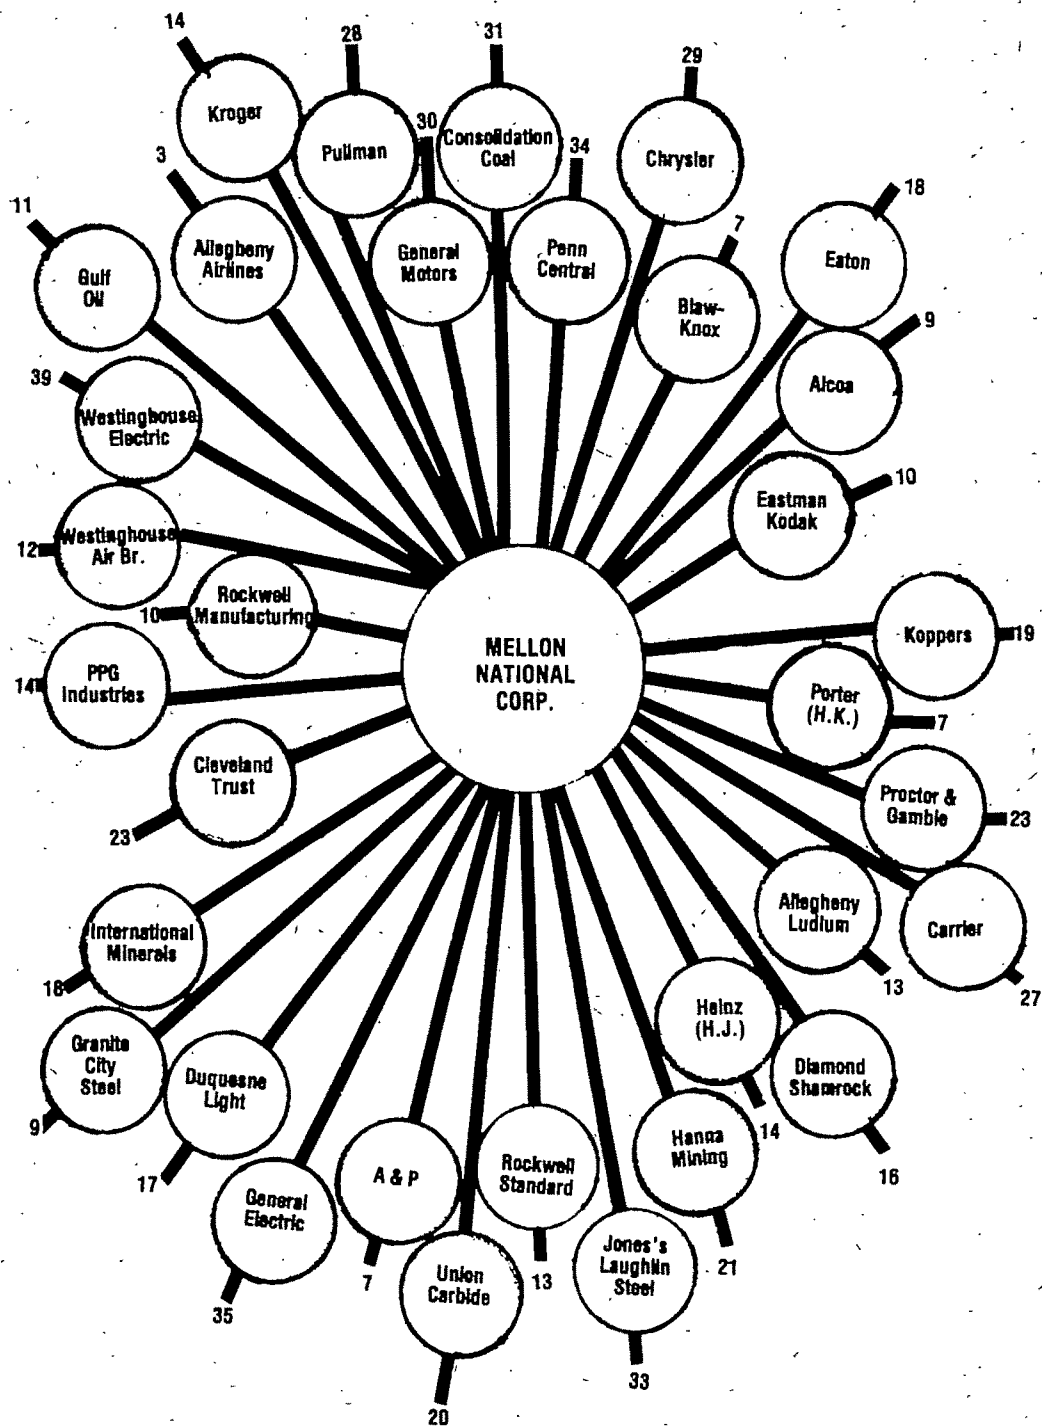 14
Kroger
28
Pullman
30
General
Motors
31
Consolidation
Coal
34
Penn
Central
29
Chrysler
7
Blaw-
Knox
18
Eaton
9
Alcoa
10
Eastman
Kodak
3
Allegheny
Airlines
11
Gulf
Oil
39
Westinghouse
Electric
12
Westinghouse
Air Br.
10
Rockwell
Manufacturing
14
PPG
Industries
Cleveland
Trust
23
MELLON
NATIONAL
CORP.
Koppers
19
Porter
(H.K.)
7
Proctor &
Gamble
23
Carrier
27
Allegheny
Ludlum
13
Diamond
Shamrock
16
Heinz
(H.J.)
14
Hanna
Mining
21
Jones's
Laughlin
Steel
33
Rockwell
Standard
13
Union
Carbide
20
A & P
7
General
Electric
35
Duquesne
Light
17
Granite
City
Steel
9
International
Minerals
18